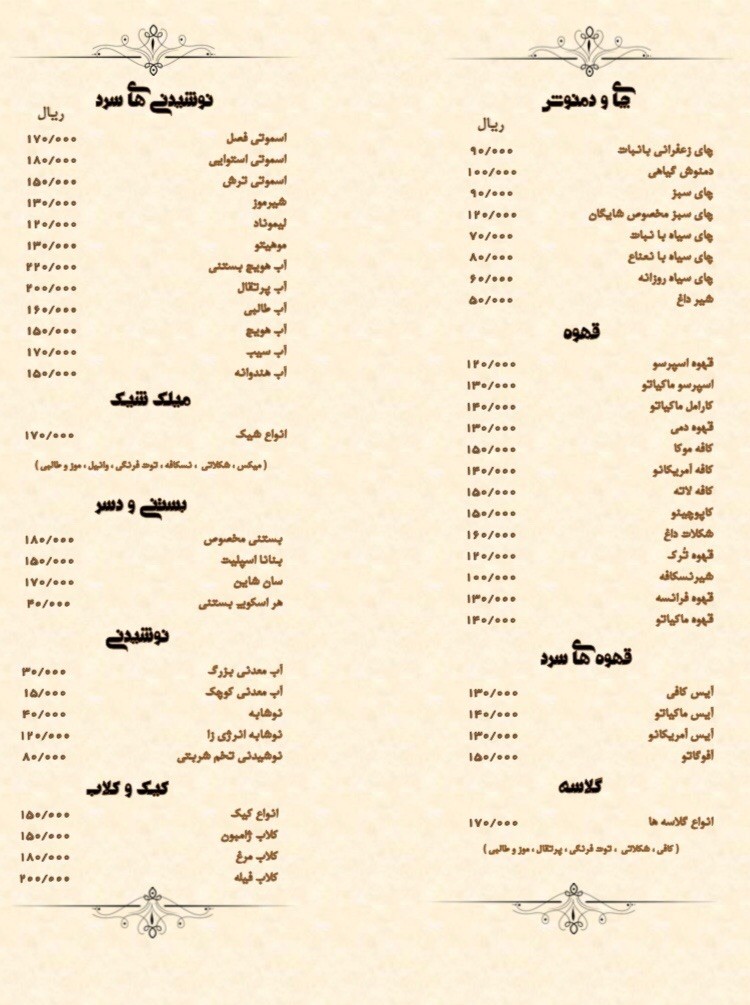 چای و دمنوش
ریال
چای زعفرانی بانبات ۹۰/۰۰۰
دمنوش گیاهی ۱۰۰/۰۰۰
چای سبز ۹۰/۰۰۰
چای سبز مخصوص شایگان ۱۲۰/۰۰۰
چای سیاه با نبات ۷۰/۰۰۰
چای سیاه با نعناع ۸۰/۰۰۰
چای سیاه روزانه ۶۰/۰۰۰
شیر داغ ۵۰/۰۰۰
قهوه
قهوه اسپرسو ۱۲۰/۰۰۰
اسپرسو ماکیاتو ۱۳۰/۰۰۰
کارامل ماکیاتو ۱۴۰/۰۰۰
قهوه دمی ۱۳۰/۰۰۰
کافه موکا ۱۵۰/۰۰۰
کافه آمریکانو ۱۴۰/۰۰۰
کافه لاته ۱۵۰/۰۰۰
کاپوچینو ۱۵۰/۰۰۰
شکلات داغ ۱۶۰/۰۰۰
قهوه تُرک ۱۲۰/۰۰۰
شیرنسکافه ۱۰۰/۰۰۰
قهوه فرانسه ۱۳۰/۰۰۰
قهوه ماکیاتو ۱۴۰/۰۰۰
قهوه های سرد
آیس کافی ۱۳۰/۰۰۰
آیس ماکیاتو ۱۴۰/۰۰۰
آیس آمریکانو ۱۳۰/۰۰۰
آفوگاتو ۱۵۰/۰۰۰
گلاسه
انواع گلاسه ها ۱۷۰/۰۰۰
( کافی ، شکلاتی ، توت فرنگی ، پرتقال ، موز و طالبی )
نوشیدنی های سرد
ریال
اسموتی فصل ۱۷۰/۰۰۰
اسموتی استوایی ۱۸۰/۰۰۰
اسموتی ترش ۱۵۰/۰۰۰
شیرموز ۱۳۰/۰۰۰
لیموناد ۱۲۰/۰۰۰
موهیتو ۱۳۰/۰۰۰
آب هویج بستنی ۲۲۰/۰۰۰
آب پرتقال ۲۰۰/۰۰۰
آب طالبی ۱۶۰/۰۰۰
آب هویج ۱۵۰/۰۰۰
آب سیب ۱۷۰/۰۰۰
آب هندوانه ۱۵۰/۰۰۰
میلک شیک
انواع شیک ۱۷۰/۰۰۰
( میکس ، شکلاتی ، نسکافه ، توت فرنگی ، وانیل ، موز و طالبی )
بستنی و دسر
بستنی مخصوص ۱۸۰/۰۰۰
بنانا اسپلیت ۱۵۰/۰۰۰
سان شاین ۱۷۰/۰۰۰
هر اسکوپ بستنی ۴۰/۰۰۰
نوشیدنی
آب معدنی بزرگ ۳۰/۰۰۰
آب معدنی کوچک ۱۵/۰۰۰
نوشابه ۴۰/۰۰۰
نوشابه انرژی زا ۱۲۰/۰۰۰
نوشیدنی تخم شربتی ۸۰/۰۰۰
کیک و کلاب
انواع کیک ۱۵۰/۰۰۰
کلاب ژامبون ۱۵۰/۰۰۰
کلاب مرغ ۱۸۰/۰۰۰
کلاب فیله ۲۰۰/۰۰۰